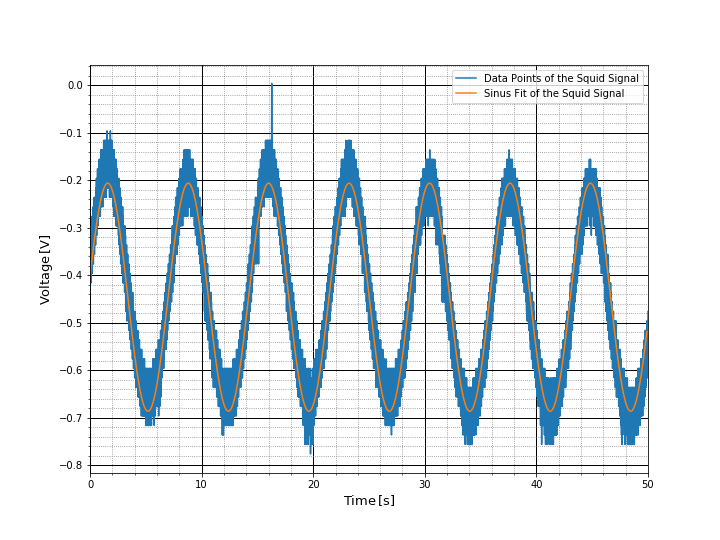 Data Points of the Squid Signal
Sinus Fit of the Squid Signal
0.0
−0.1
−0.2
−0.3
−0.4
−0.5
−0.6
−0.7
−0.8
Voltage [V]
0 10 20 30 40 50
Time [s]